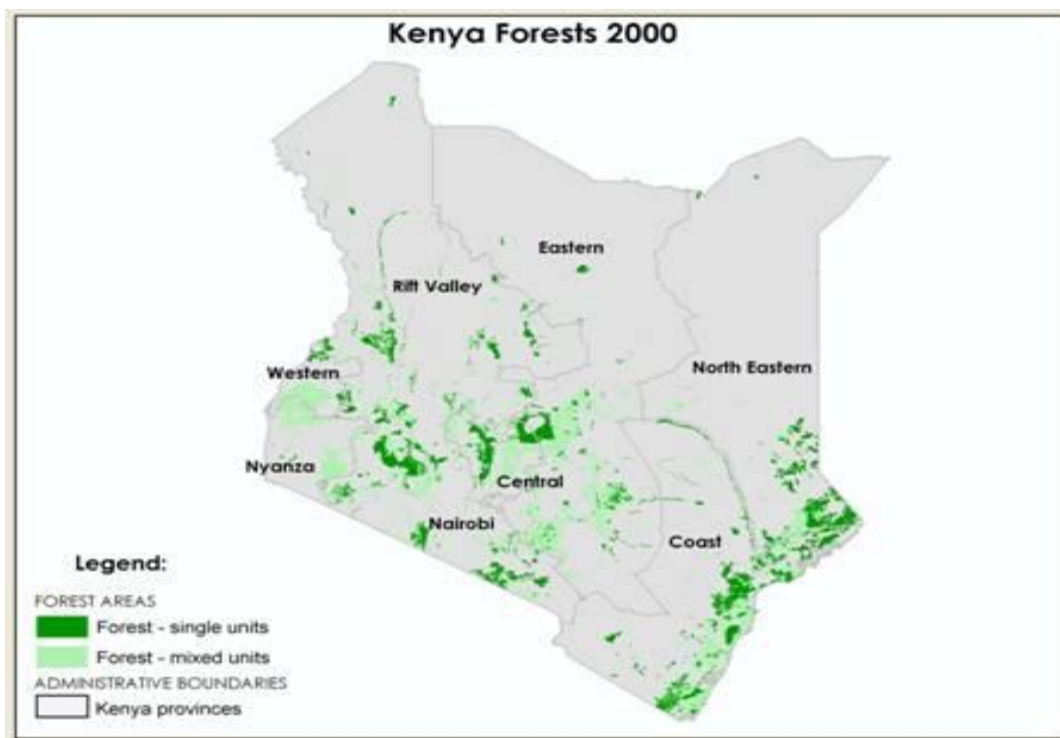 Kenya Forests 2000
Eastern
Rift Valley
North Eastern
Western
Nyanza
Central
Nairobi
Coast
Legend:
FOREST AREAS
Forest - single units
Forest - mixed units
ADMINISTRATIVE BOUNDARIES
Kenya provinces